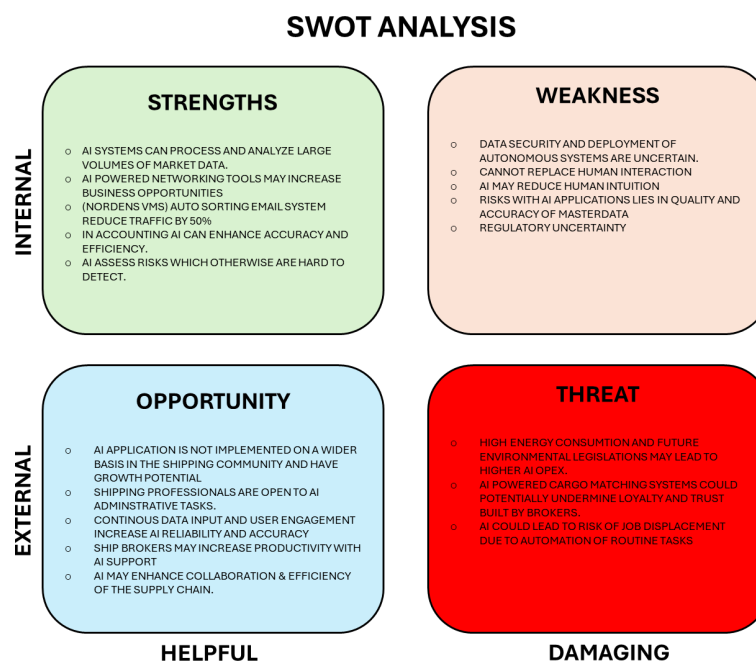 SWOT ANALYSIS
INTERNAL
STRENGTHS
○ AI SYSTEMS CAN PROCESS AND ANALYZE LARGE
VOLUMES OF MARKET DATA.
○ AI POWERED NETWORKING TOOLS MAY INCREASE
BUSINESS OPPORTUNITIES
○ (NORDENS VMS) AUTO SORTING EMAIL SYSTEM
REDUCE TRAFFIC BY 50%
○ IN ACCOUNTING AI CAN ENHANCE ACCURACY AND
EFFICIENCY.
○ AI ASSESS RISKS WHICH OTHERWISE ARE HARD TO
DETECT.
WEAKNESS
○ DATA SECURITY AND DEPLOYMENT OF
AUTONOMOUS SYSTEMS ARE UNCERTAIN.
○ CANNOT REPLACE HUMAN INTERACTION
○ AI MAY REDUCE HUMAN INTUITION
○ RISKS WITH AI APPLICATIONS LIES IN QUALITY AND
ACCURACY OF MASTERDATA
○ REGULATORY UNCERTAINTY
EXTERNAL
OPPORTUNITY
○ AI APPLICATION IS NOT IMPLEMENTED ON A WIDER
BASIS IN THE SHIPPING COMMUNITY AND HAVE
GROWTH POTENTIAL
○ SHIPPING PROFESSIONALS ARE OPEN TO AI
ADMINSTRATIVE TASKS.
○ CONTINOUS DATA INPUT AND USER ENGAGEMENT
INCREASE AI RELIABILITY AND ACCURACY
○ SHIP BROKERS MAY INCREASE PRODUCTIVITY WITH
AI SUPPORT
○ AI MAY ENHANCE COLLABORATION & EFFICIENCY
OF THE SUPPLY CHAIN.
THREAT
○ HIGH ENERGY CONSUMTION AND FUTURE
ENVIRONMENTAL LEGISLATIONS MAY LEAD TO
HIGHER AI OPEX.
○ AI POWERED CARGO MATCHING SYSTEMS COULD
POTENTIALLY UNDERMINE LOYALTY AND TRUST
BUILT BY BROKERS.
○ AI COULD LEAD TO RISK OF JOB DISPLACEMENT
DUE TO AUTOMATION OF ROUTINE TASKS
HELPFUL
DAMAGING